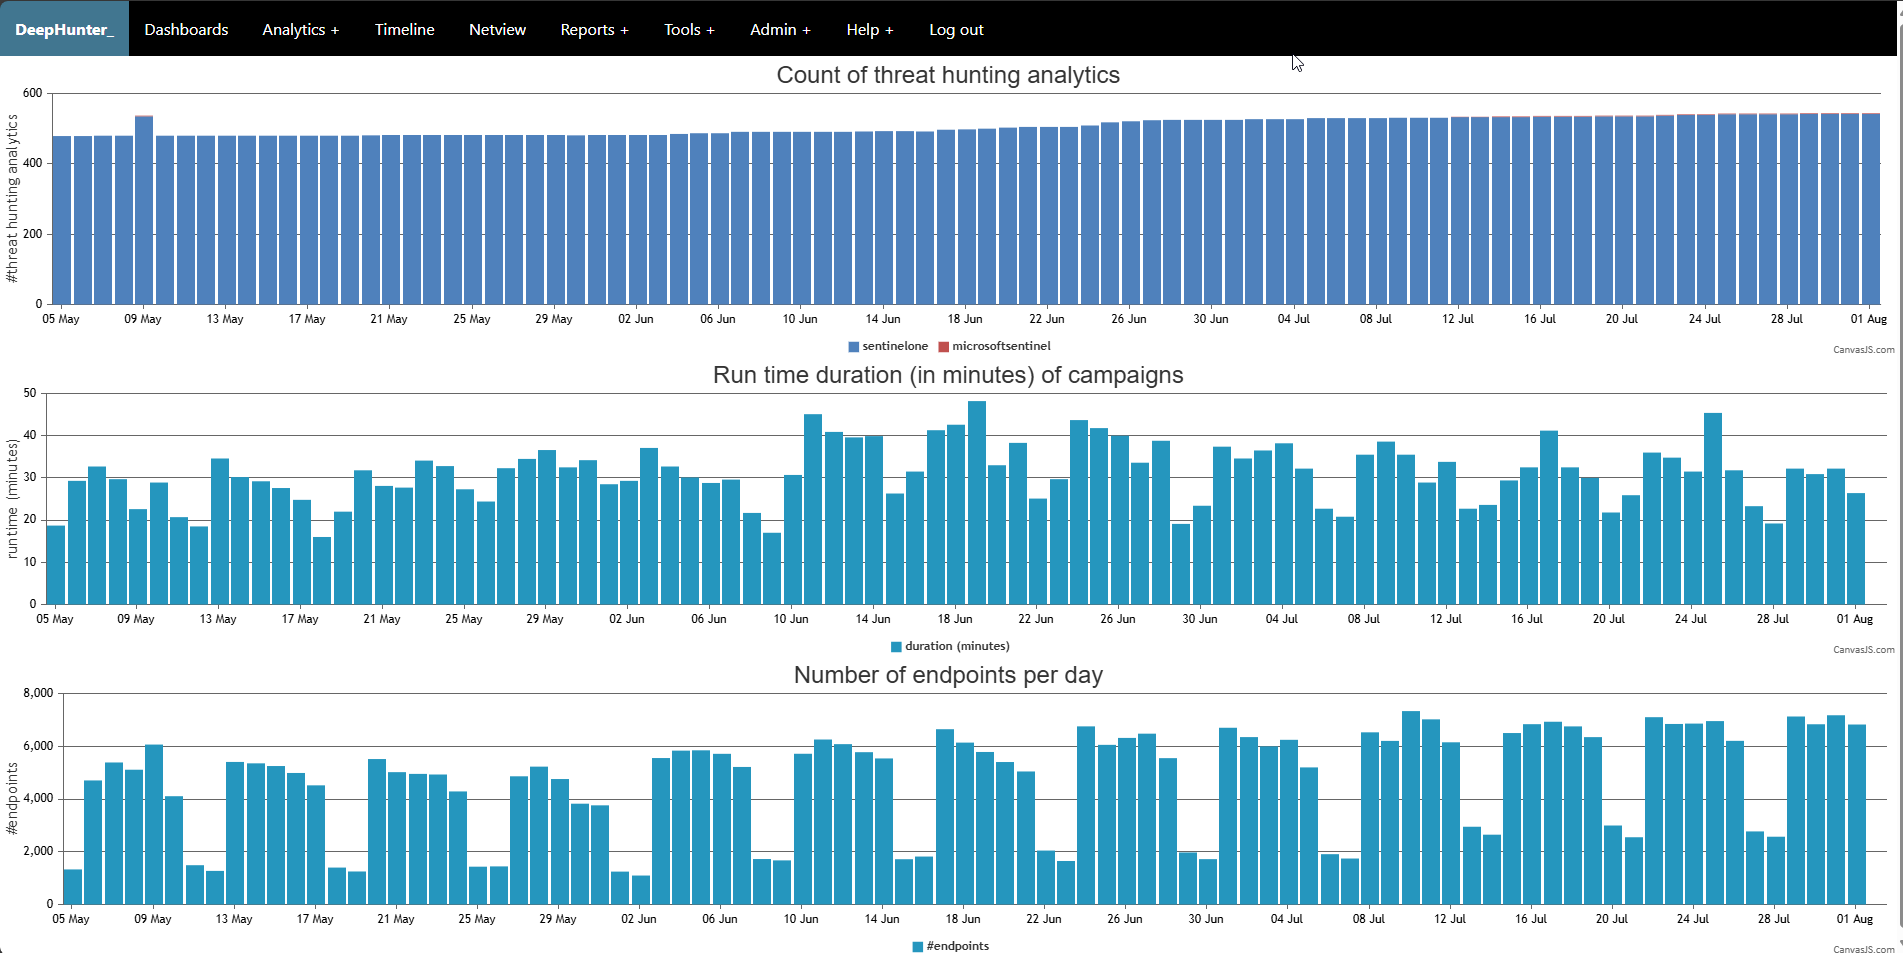 DeepHunter_ Dashboards Analytics + Timeline Netview Reports + Tools + Admin + Help + Log out
Count of threat hunting analytics
#threat hunting analytics
600
400
200
0
05 May 09 May 13 May 17 May 21 May 25 May 29 May 02 Jun 06 Jun 10 Jun 14 Jun 18 Jun 22 Jun 26 Jun 30 Jun 04 Jul 08 Jul 12 Jul 16 Jul 20 Jul 24 Jul 28 Jul 01 Aug
sentinelone microsoftsentinel
CanvasJS.com
Run time duration (in minutes) of campaigns
runtime (minutes)
50
40
30
20
10
0
05 May 09 May 13 May 17 May 21 May 25 May 29 May 02 Jun 06 Jun 10 Jun 14 Jun 18 Jun 22 Jun 26 Jun 30 Jun 04 Jul 08 Jul 12 Jul 16 Jul 20 Jul 24 Jul 28 Jul 01 Aug
duration (minutes)
CanvasJS.com
Number of endpoints per day
#endpoints
8,000
6,000
4,000
2,000
0
05 May 09 May 13 May 17 May 21 May 25 May 29 May 02 Jun 06 Jun 10 Jun 14 Jun 18 Jun 22 Jun 26 Jun 30 Jun 04 Jul 08 Jul 12 Jul 16 Jul 20 Jul 24 Jul 28 Jul 01 Aug
#endpoints
CanvasJS.com